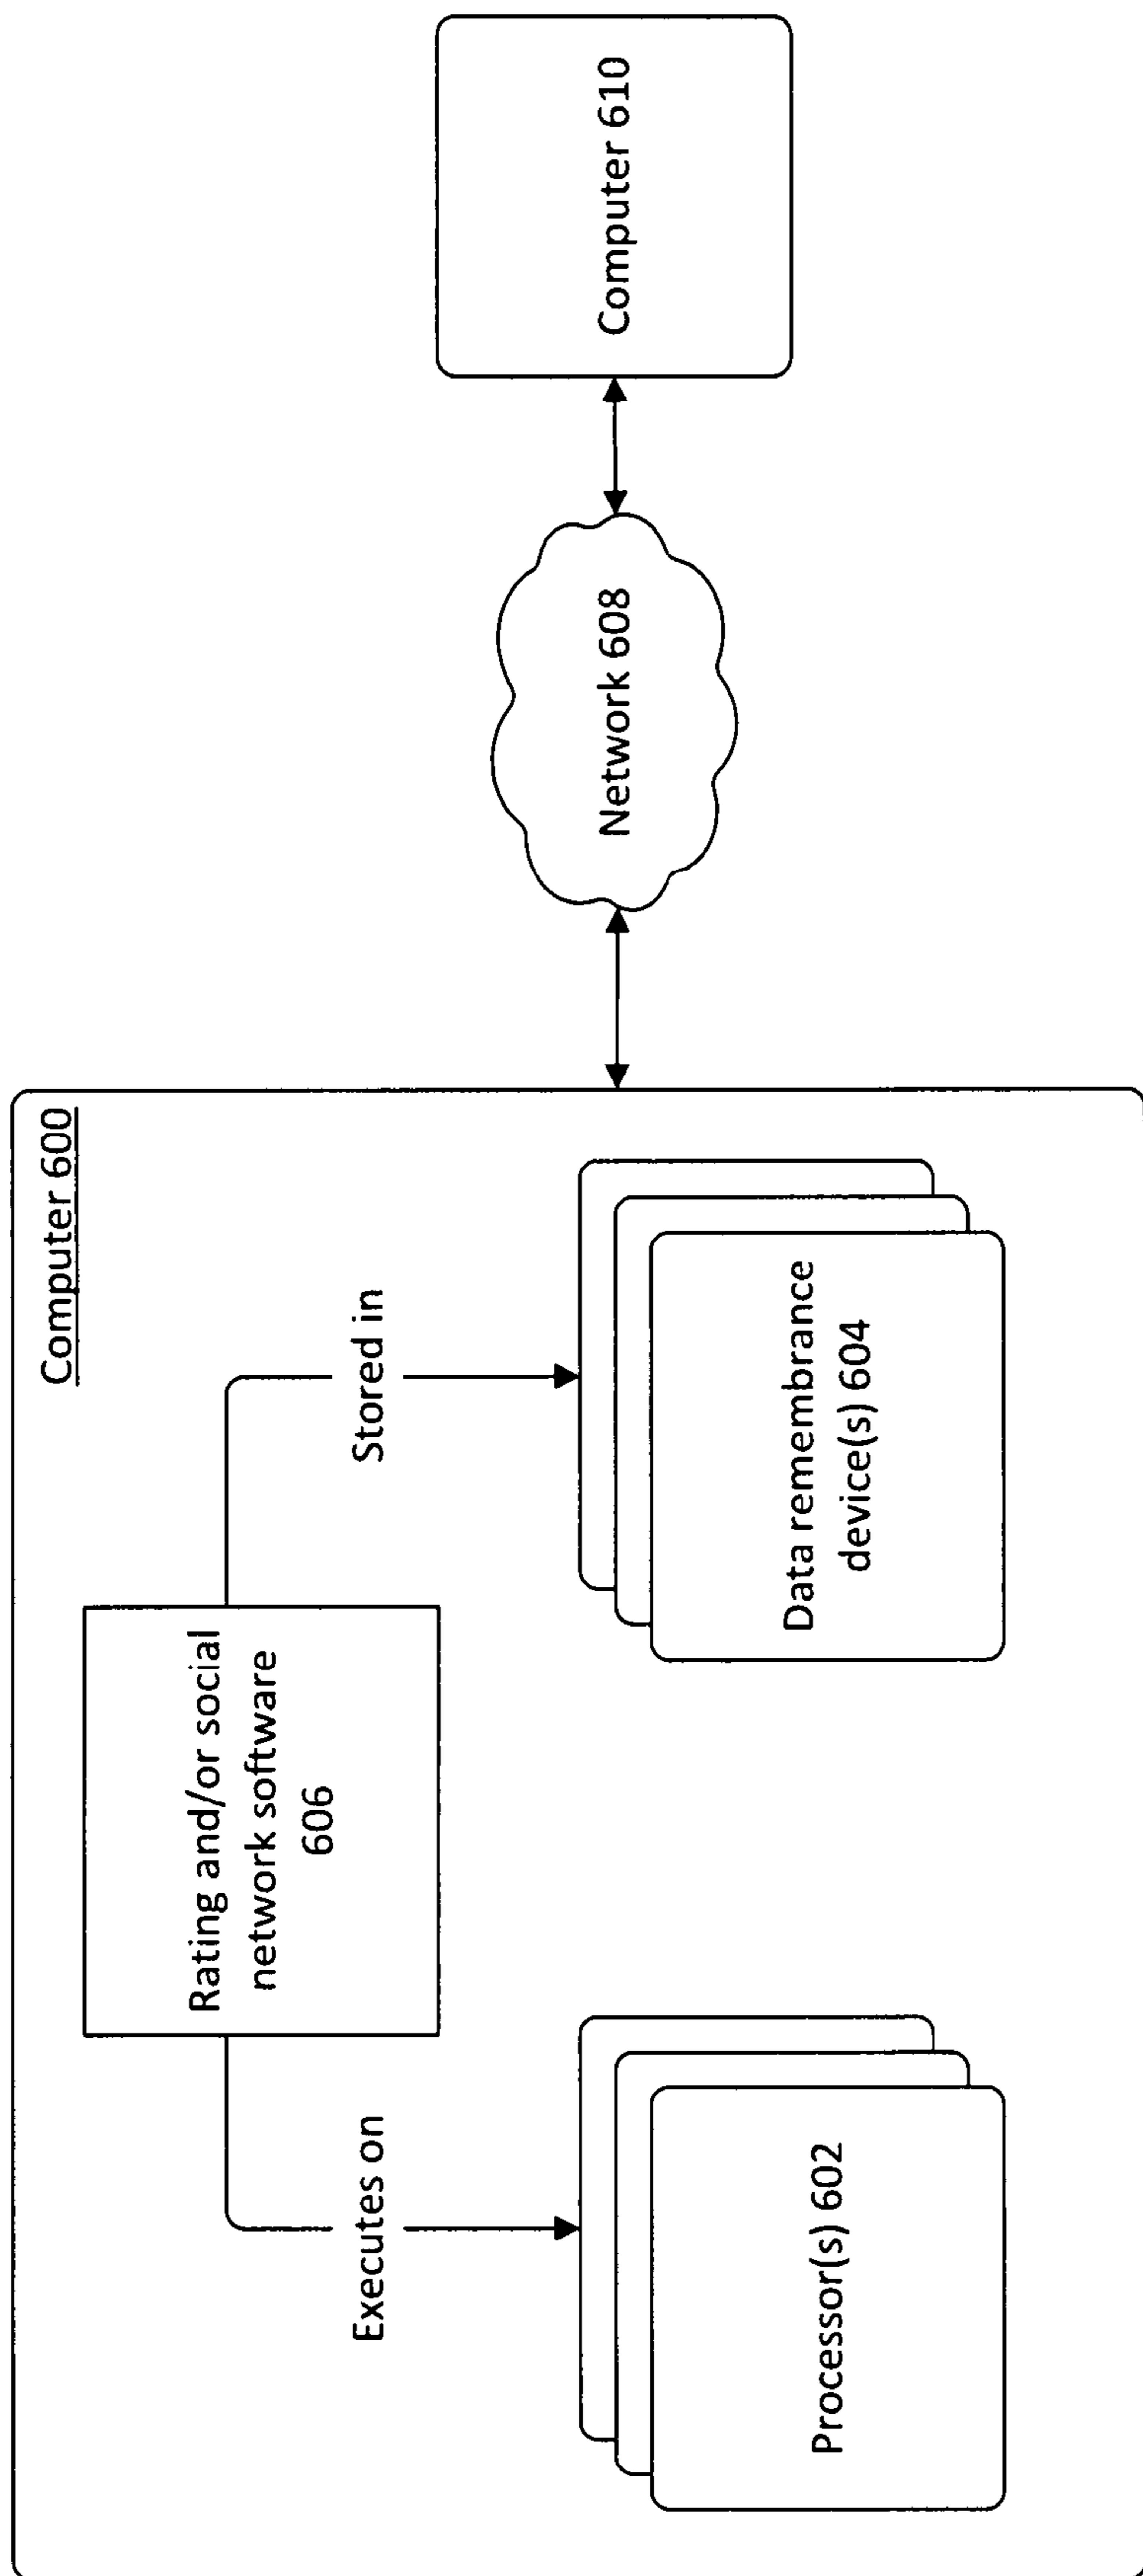 Computer 600
Rating and/or social
network software
606
Executes on
Stored in
Processor(s) 602
Data remembrance
device(s) 604
Network 608
Computer 610